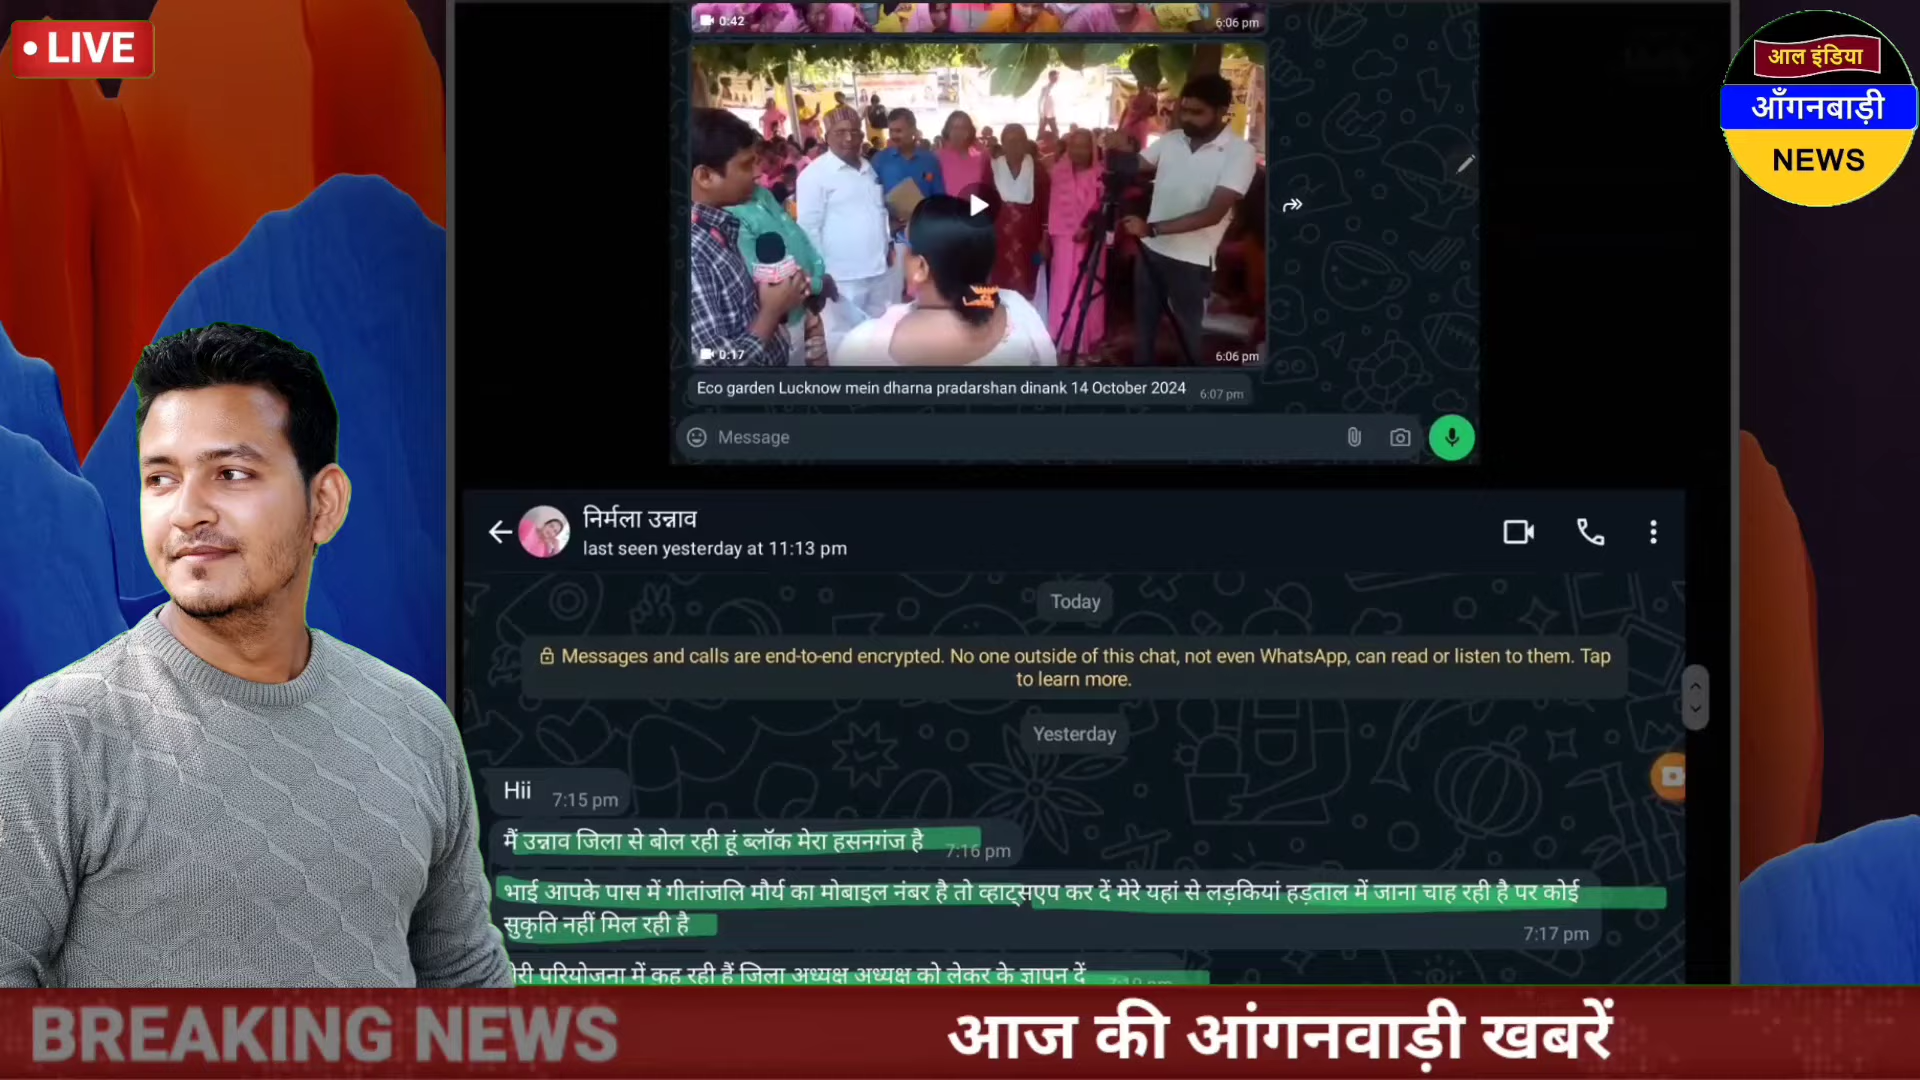 LIVE
आल इंडिया
आँगनबाड़ी
NEWS
0:42
6:06 pm
0:17
6:06 pm
Eco garden Lucknow mein dharna pradarshan dinank 14 October 2024
6:07 pm
Message
निर्मला उन्नाव
last seen yesterday at 11:13 pm
Today
Messages and calls are end-to-end encrypted. No one outside of this chat, not even WhatsApp, can read or listen to them. Tap
to learn more.
Yesterday
Hii
7:15 pm
मैं उन्नाव जिला से बोल रही हूं ब्लॉक मेरा हसनगंज है
7:16 pm
भाई आपके पास में गीतांजलि मौर्य का मोबाइल नंबर है तो व्हाट्सएप कर दें मेरे यहां से लड़कियां हड़ताल में जाना चाह रही है पर कोई
सुकृति नहीं मिल रही है
7:17 pm
परियोजना में कह रही हैं जिला अध्यक्ष अध्यक्ष को लेकर के ज्ञापन दें
BREAKING NEWS
आज की आंगनवाड़ी खबरें